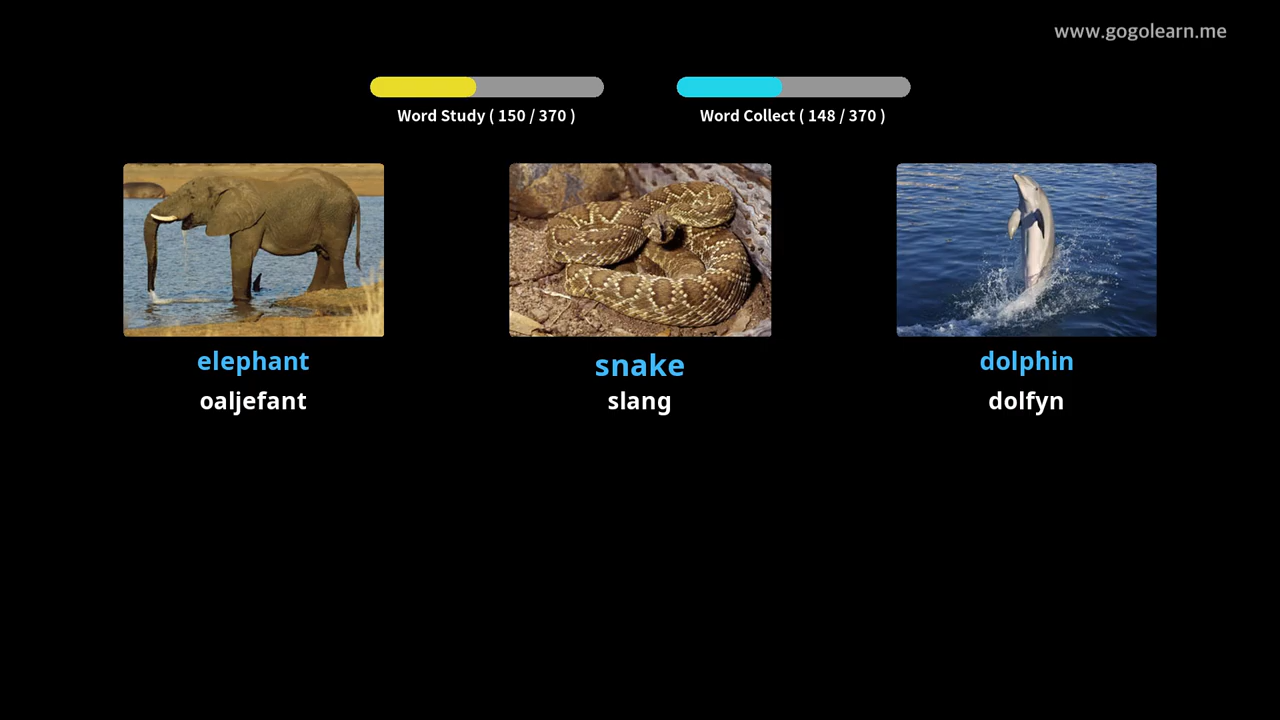 www.gogolearn.me
Word Study ( 150 / 370 )
Word Collect ( 148 / 370 )
elephant
oaljefant
snake
slang
dolphin
dolfyn